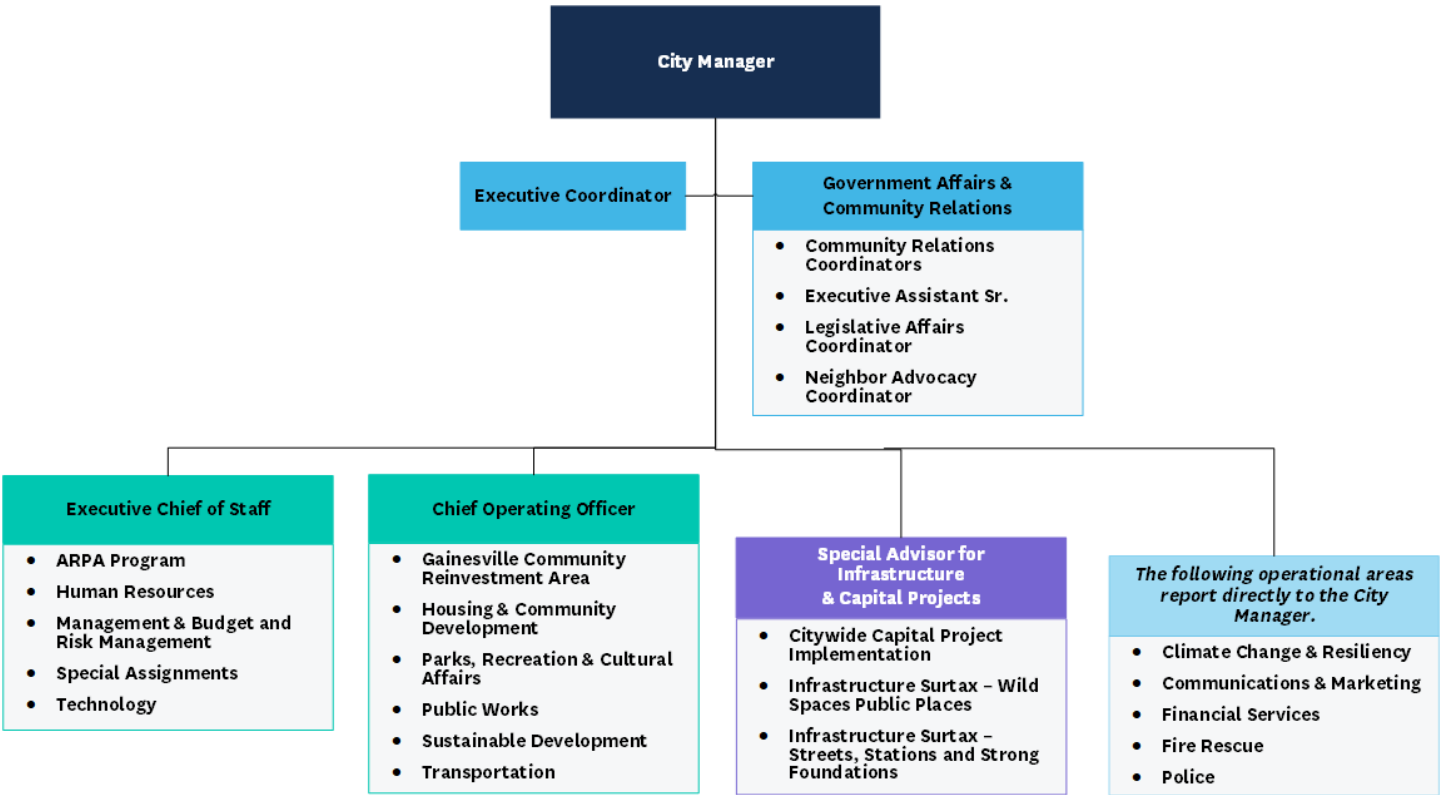 City Manager
Executive Coordinator
Government Affairs &
Community Relations
• Community Relations
Coordinators
• Executive Assistant Sr.
• Legislative Affairs
Coordinator
• Neighbor Advocacy
Coordinator
Executive Chief of Staff
• ARPA Program
• Human Resources
• Management & Budget and
Risk Management
• Special Assignments
• Technology
Chief Operating Officer
• Gainesville Community
Reinvestment Area
• Housing & Community
Development
• Parks, Recreation & Cultural
Affairs
• Public Works
• Sustainable Development
• Transportation
Special Advisor for
Infrastructure
& Capital Projects
• Citywide Capital Project
Implementation
• Infrastructure Surtax – Wild
Spaces Public Places
• Infrastructure Surtax –
Streets, Stations and Strong
Foundations
The following operational areas
report directly to the City
Manager.
• Climate Change & Resiliency
• Communications & Marketing
• Financial Services
• Fire Rescue
• Police